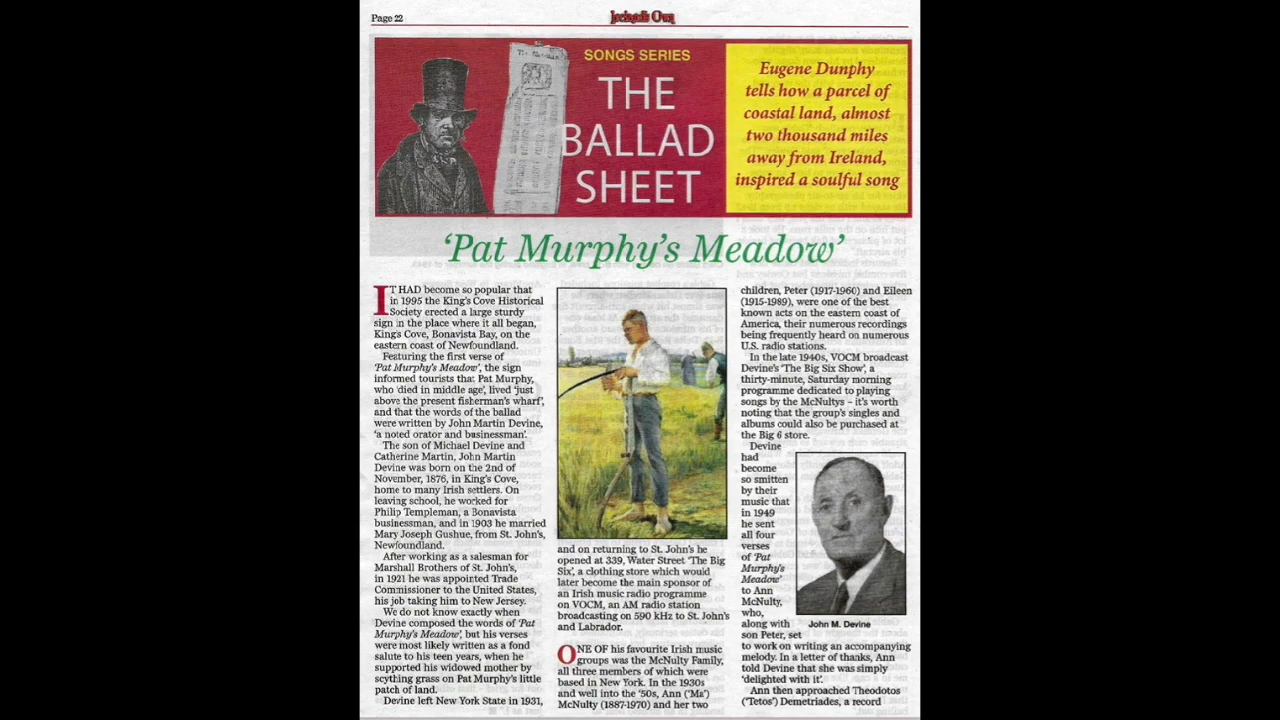 Page 22
Ireland's Own
SONGS SERIES
THE
BALLAD
SHEET
Eugene Dunphy
tells how a parcel of
coastal land, almost
two thousand miles
away from Ireland,
inspired a soulful song
'Pat Murphy's Meadow'
IT HAD become so popular that
in 1995 the King's Cove Historical
Society erected a large sturdy
sign in the place where it all began,
King's Cove, Bonavista Bay, on the
eastern coast of Newfoundland.
Featuring the first verse of
'Pat Murphy's Meadow', the sign
informed tourists that Pat Murphy,
who 'died in middle age', lived 'just
above the present fisherman's wharf',
and that the words of the ballad
were written by John Martin Devine,
'a noted orator and businessman'.
The son of Michael Devine and
Catherine Martin, John Martin
Devine was born on the 2nd of
November, 1876, in King's Cove,
home to many Irish settlers. On
leaving school, he worked for
Philip Templeman, a Bonavista
businessman, and in 1903 he married
Mary Joseph Gushue, from St. John's,
Newfoundland.
After working as a salesman for
Marshall Brothers of St. John's,
in 1921 he was appointed Trade
Commissioner to the United States,
his job taking him to New Jersey.
We do not know exactly when
Devine composed the words of 'Pat
Murphy's Meadow', but his verses
were most likely written as a fond
salute to his teen years, when he
supported his widowed mother by
scything grass on Pat Murphy's little
patch of land.
Devine left New York State in 1931,
and on returning to St. John's he
opened at 339, Water Street 'The Big
Six', a clothing store which would
later become the main sponsor of
an Irish music radio programme
on VOCM, an AM radio station
broadcasting on 590 kHz to St. John's
and Labrador.
ONE OF his favourite Irish music
groups was the McNulty Family,
all three members of which were
based in New York. In the 1930s
and well into the '50s, Ann ('Ma')
McNulty (1887-1970) and her two
children, Peter (1917-1960) and Eileen
(1915-1989), were one of the best
known acts on the eastern coast of
America, their numerous recordings
being frequently heard on numerous
U.S. radio stations.
In the late 1940s, VOCM broadcast
Devine's 'The Big Six Show', a
thirty-minute, Saturday morning
programme dedicated to playing
songs by the McNultys – it's worth
noting that the group's singles and
albums could also be purchased at
the Big 6 store.
Devine
had
become
so smitten
by their
music that
in 1949
he sent
all four
verses
of 'Pat
Murphy's
Meadow'
to Ann
McNulty,
who,
along with
son Peter, set
to work on writing an accompanying
melody. In a letter of thanks, Ann
told Devine that she was simply
'delighted with it'.
Ann then approached Theodotos
('Tetos') Demetriades, a record
John M. Devine